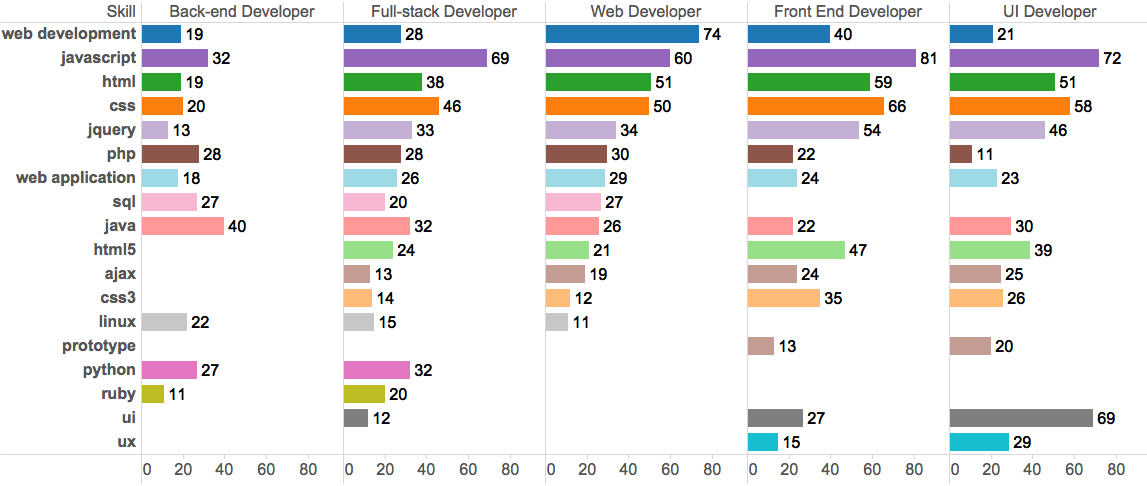 Skill Back-end Developer Full-stack Developer Web Developer Front End Developer UI Developer
web development 19 28 74 40 21
javascript 32 69 60 81 72
html 19 38 51 59 51
css 20 46 50 66 58
jquery 13 33 34 54 46
php 28 28 30 22 11
web application 18 26 29 24 23
sql 27 20 27
java 40 32 26 22 30
html5 24 21 47 39
ajax 13 19 24 25
css3 14 12 35 26
linux 22 15 11
prototype 13 20
python 27 32
ruby 11 20
ui 12 27 69
ux 15 29
0 20 40 60 80 0 20 40 60 80 0 20 40 60 80 0 20 40 60 80 0 20 40 60 80